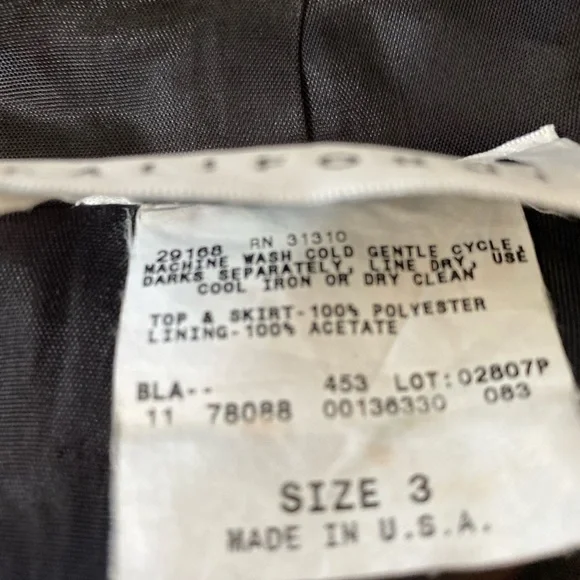 CALIFORNI
29168 RN 31310
MACHINE WASH COLD GENTLE CYCLE,
DARKS SEPARATELY, LINE DRY, USE
COOL IRON OR DRY CLEAN
TOP & SKIRT-100% POLYESTER
LINING-100% ACETATE
BLA-- 453 LOT:02807P
11 78088 00136330 083
SIZE 3
MADE IN U.S.A.